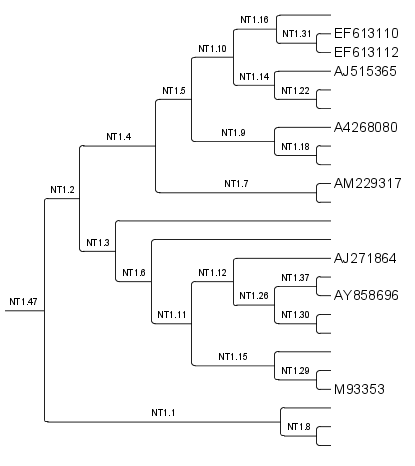 NT1.16
NT1.31
EF613110
EF613112
NT1.10
AJ515365
NT1.14
NT1.22
NT1.5
A4268080
NT1.9
NT1.18
NT1.4
AM229317
NT1.7
NT1.2
NT1.3
AJ271864
NT1.6
NT1.12
NT1.37
AY858696
NT1.26
NT1.47
NT1.30
NT1.11
NT1.15
NT1.29
M93353
NT1.1
NT1.8